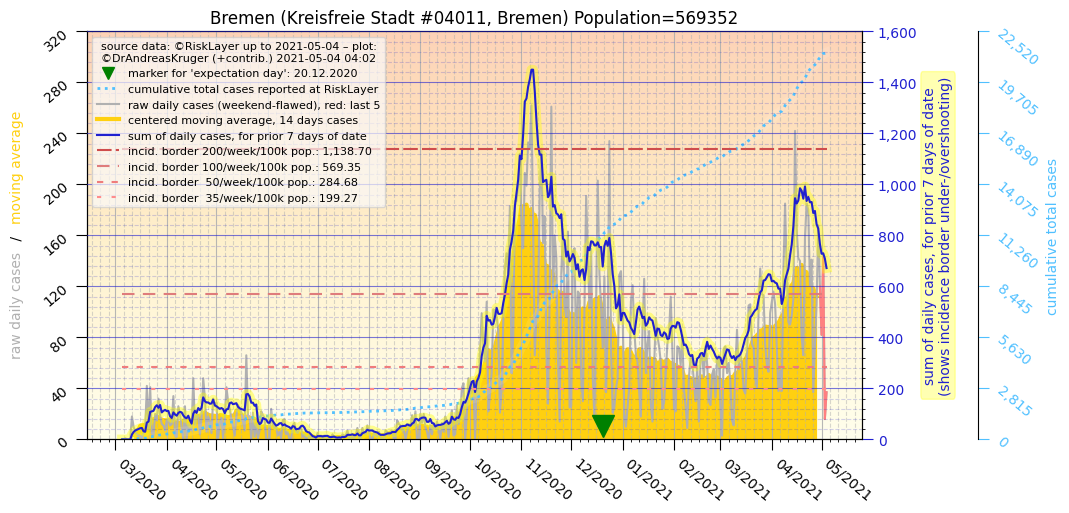 Bremen (Kreisfreie Stadt #04011, Bremen) Population=569352
source data: ©RiskLayer up to 2021-05-04 – plot:
©DrAndreasKruger (+contrib.) 2021-05-04 04:02
marker for 'expectation day': 20.12.2020
cumulative total cases reported at RiskLayer
raw daily cases (weekend-flawed), red: last 5
centered moving average, 14 days cases
sum of daily cases, for prior 7 days of date
incid. border 200/week/100k pop.: 1,138.70
incid. border 100/week/100k pop.: 569.35
incid. border  50/week/100k pop.: 284.68
incid. border  35/week/100k pop.: 199.27
raw daily cases / moving average
320
280
240
200
160
120
80
40
0
03/2020
04/2020
05/2020
06/2020
07/2020
08/2020
09/2020
10/2020
11/2020
12/2020
01/2021
02/2021
03/2021
04/2021
05/2021
1,600
1,400
1,200
1,000
800
600
400
200
0
sum of daily cases, for prior 7 days of date
(shows incidence border under-/overshooting)
22,520
19,705
16,890
14,075
11,260
8,445
5,630
2,815
0
cumulative total cases